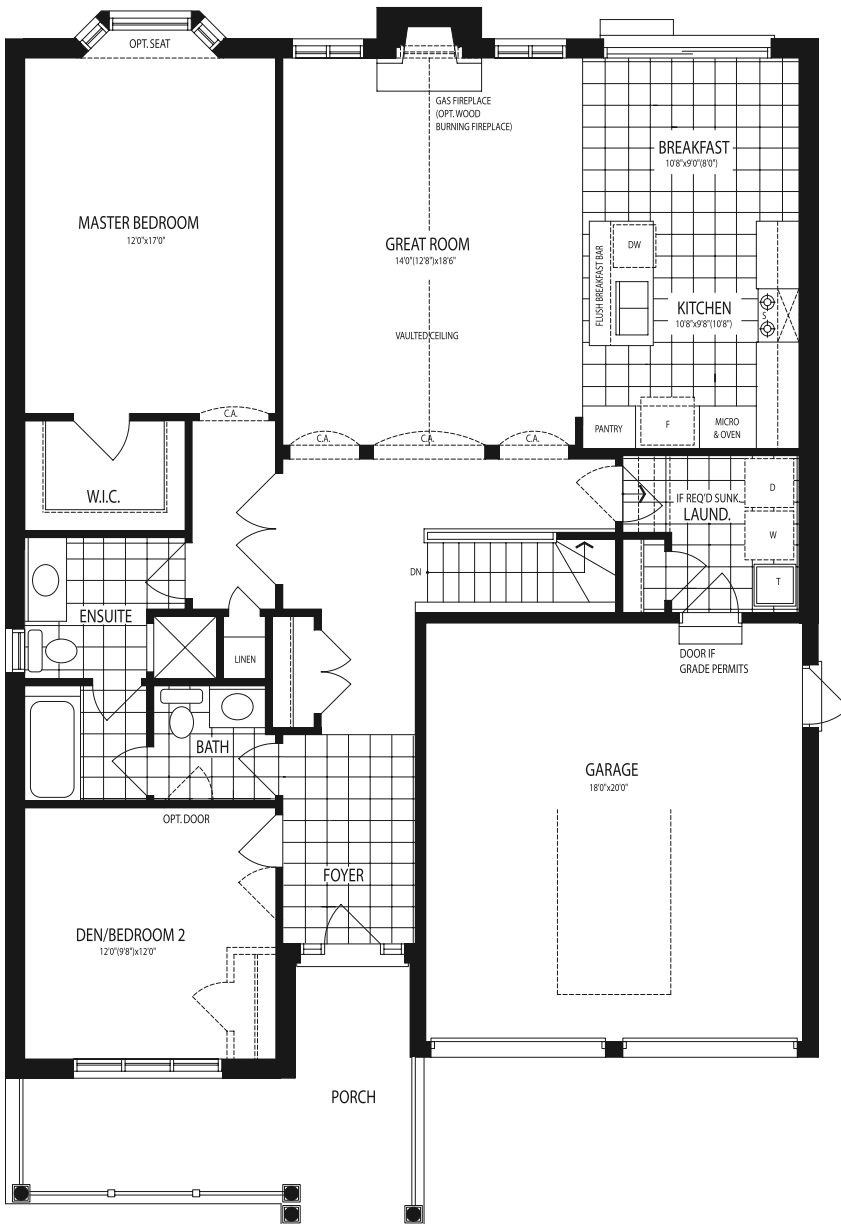 OPT. SEAT
GAS FIREPLACE
(OPT. WOOD
BURNING FIREPLACE)
BREAKFAST
10'8"x9'0"(8'0")
MASTER BEDROOM
12'0"x17'0"
GREAT ROOM
14'0"(12'8")x18'6"
DW
FLUSH BREAKFAST BAR
KITCHEN
10'8"x9'8"(10'8")
S
VAULTED CEILING
C.A.
C.A.
C.A.
C.A.
PANTRY
F
MICRO
& OVEN
W.I.C.
IF REQ'D SUNK.
LAUND.
D
W
T
DN
ENSUITE
LINEN
DOOR IF
GRADE PERMITS
BATH
GARAGE
18'0"x20'0"
OPT. DOOR
FOYER
DEN/BEDROOM 2
12'0"(9'8")x12'0"
PORCH